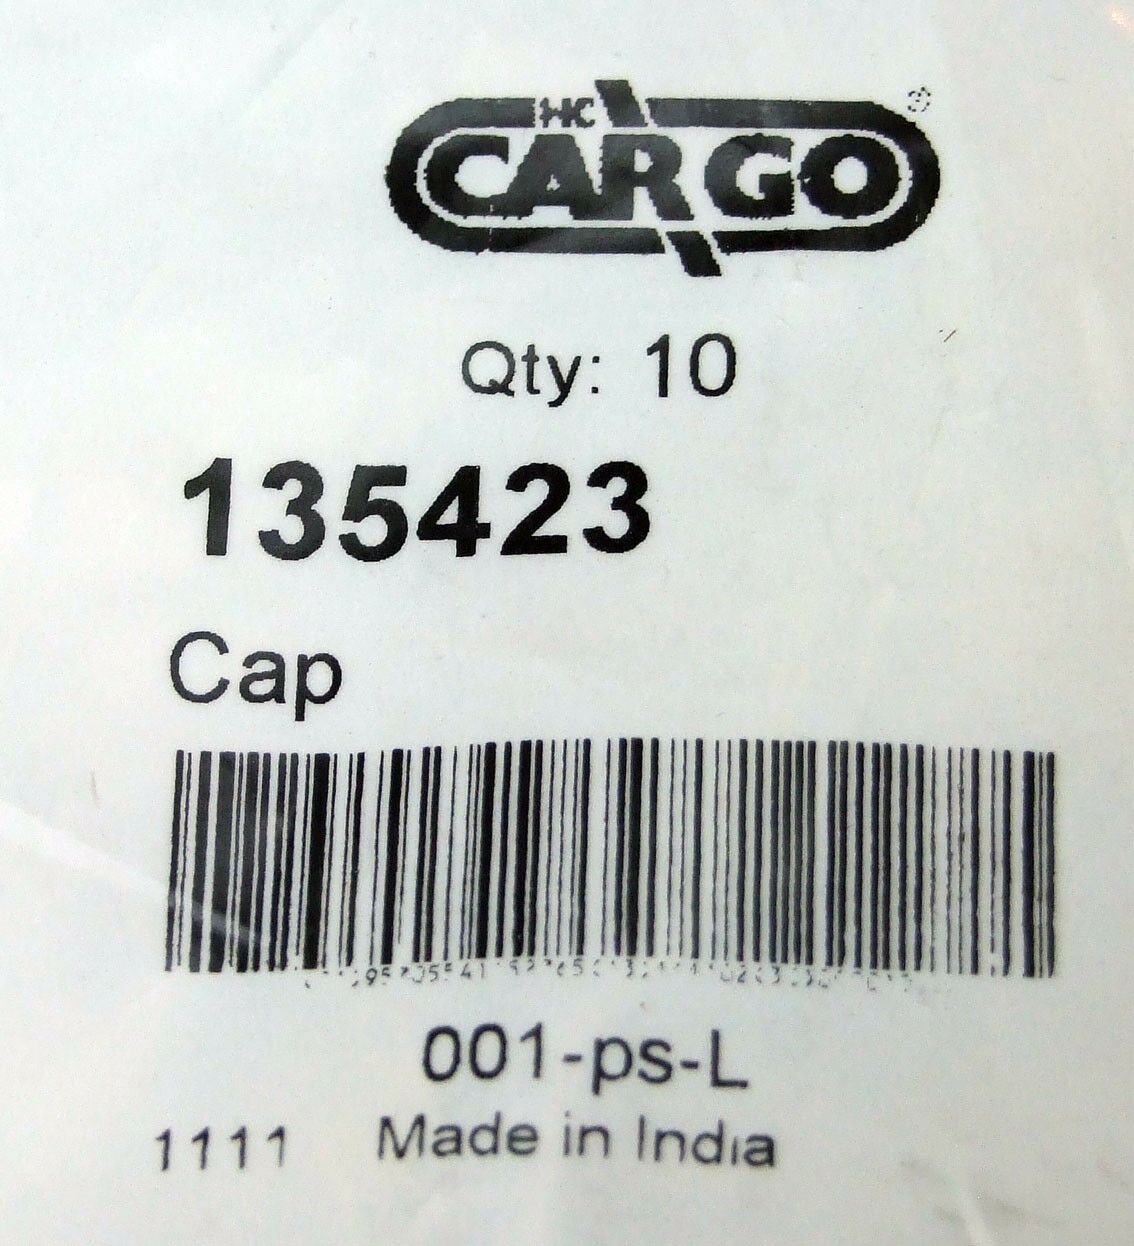 HC
CARGO
Qty: 10
135423
Cap
001-ps-L
1111 Made in India